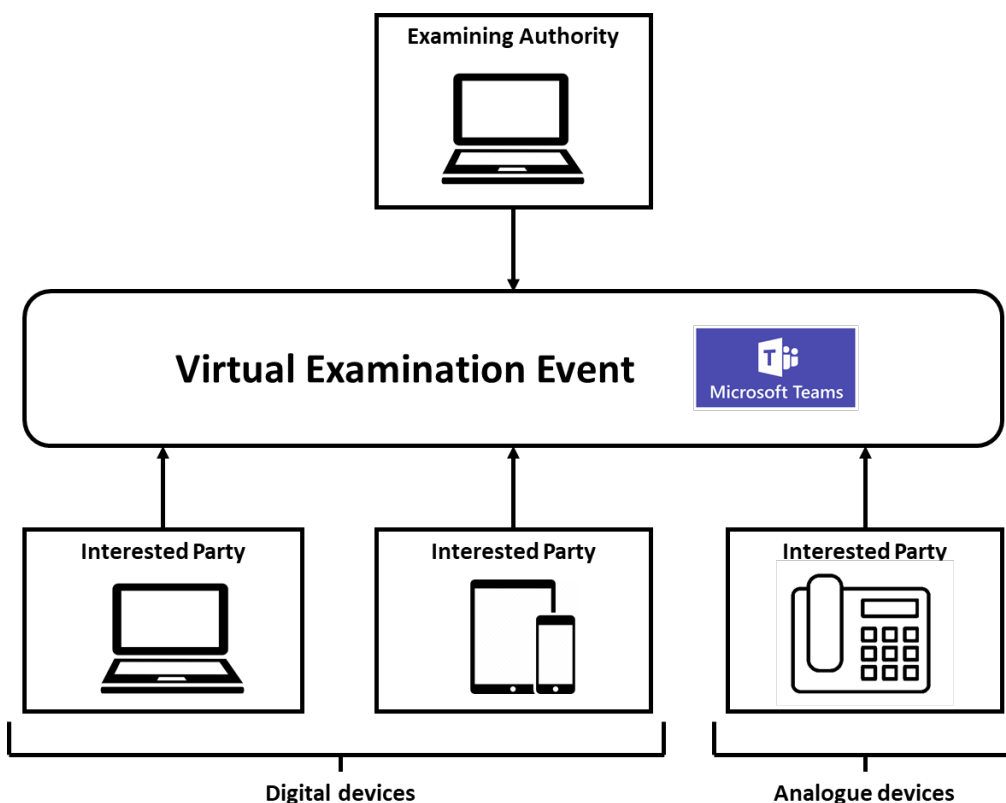 Examining Authority
Virtual Examination Event
T
Microsoft Teams
Interested Party
Interested Party
Interested Party
Digital devices
Analogue devices